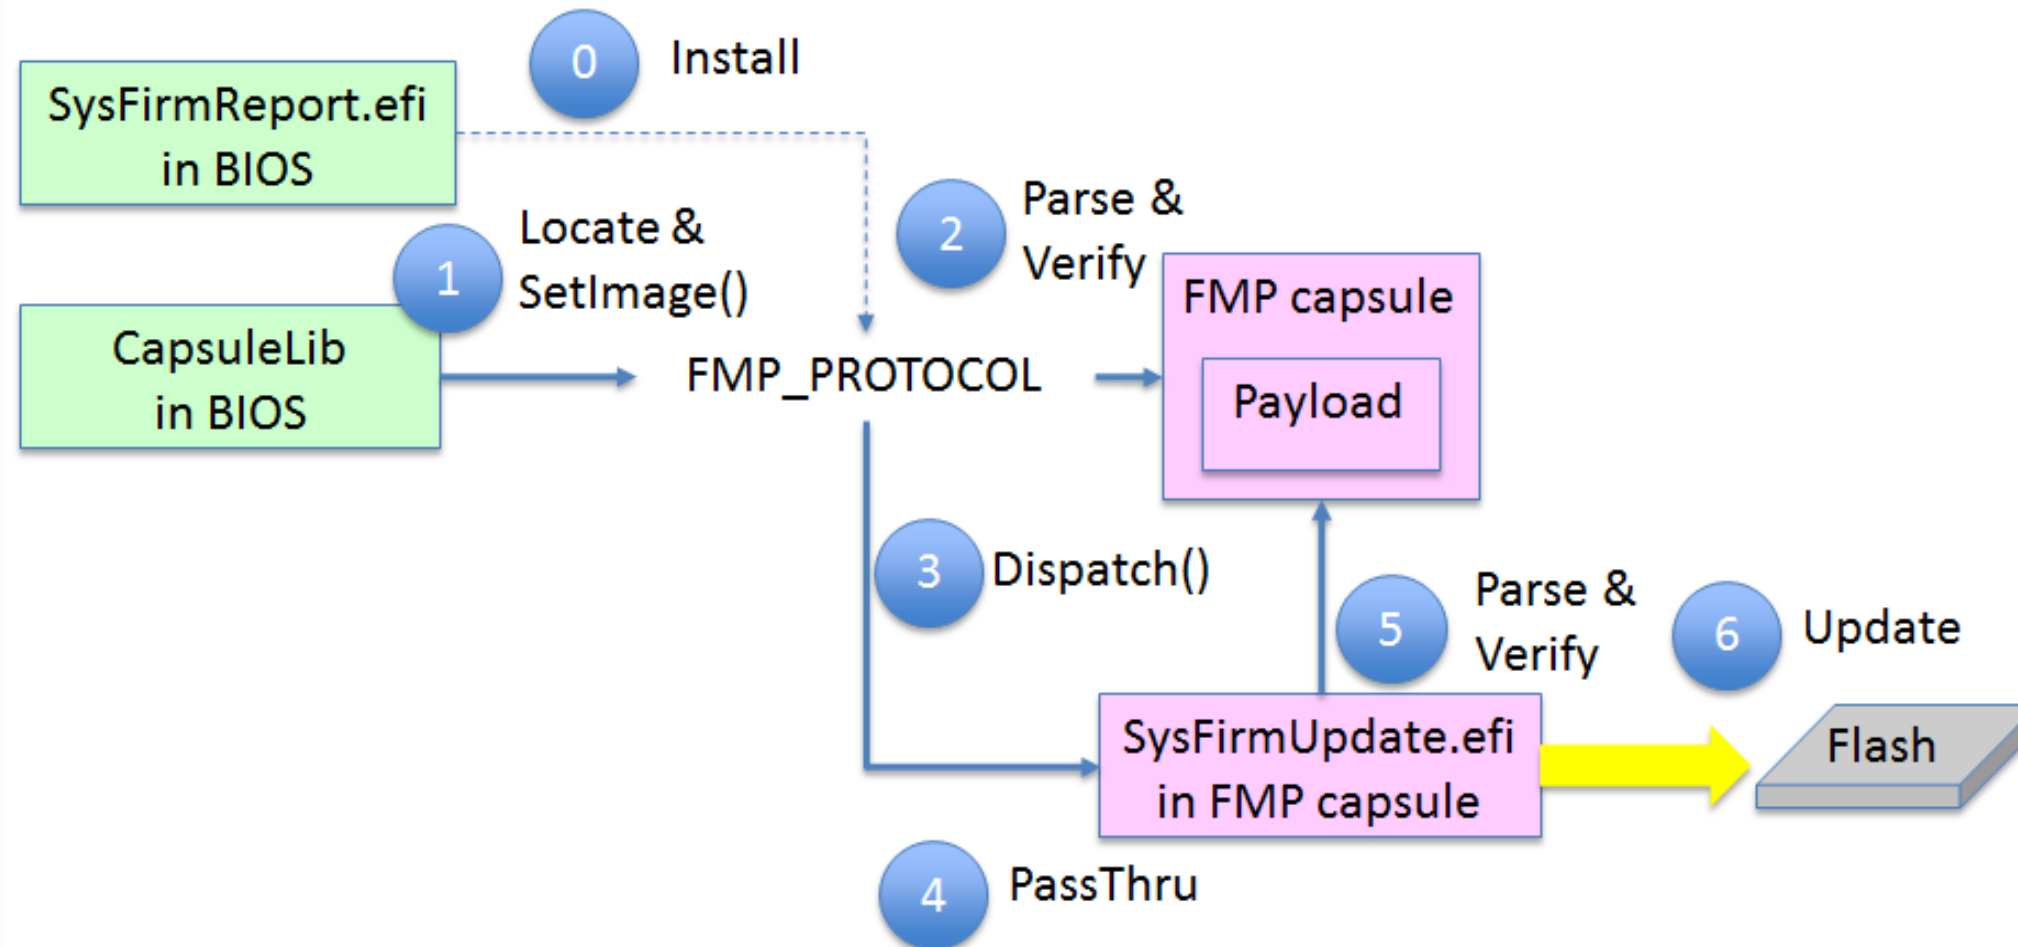 0
Install
SysFirmReport.efi
in BIOS
1
Locate &
SetImage()
2
Parse &
Verify
CapsuleLib
in BIOS
FMP_PROTOCOL
FMP capsule
Payload
3
Dispatch()
5
Parse &
Verify
6
Update
SysFirmUpdate.efi
in FMP capsule
Flash
4
PassThru